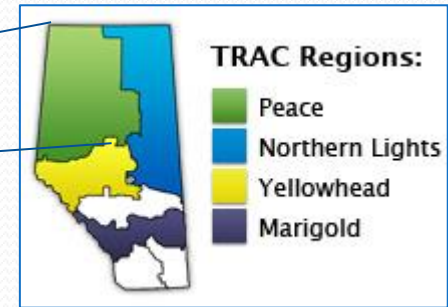 TRAC Regions:
Peace
Northern Lights
Yellowhead
Marigold